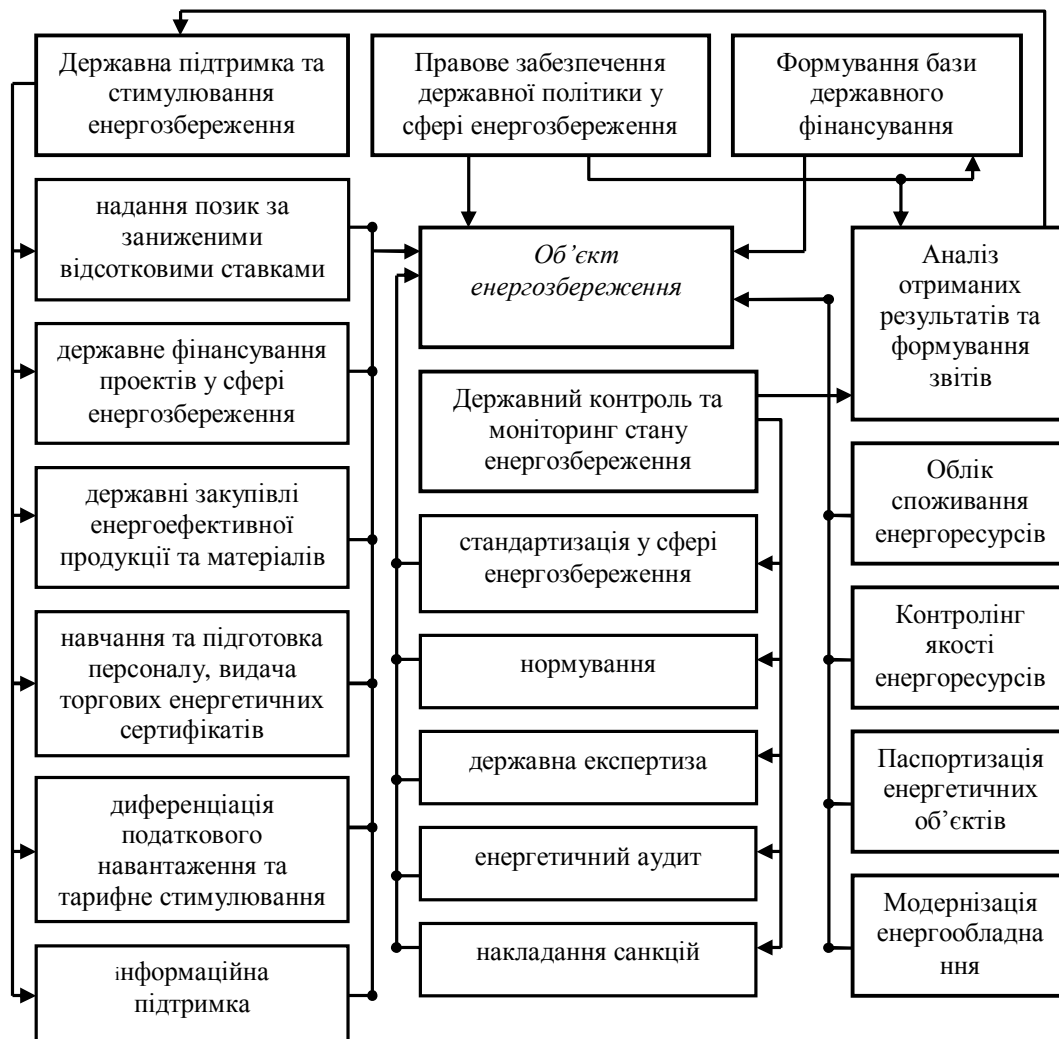 Державна підтримка та
стимулювання
енергозбереження
Правове забезпечення
державної політики у
сфері енергозбереження
Формування бази
державного
фінансування
надання позик за
заниженими
відсотковими ставками
державне фінансування
проектів у сфері
енергозбереження
державні закупівлі
енергоефективної
продукції та матеріалів
навчання та підготовка
персоналу, видача
торгових енергетичних
сертифікатів
диференціація
податкового
навантаження та
тарифне стимулювання
інформаційна
підтримка
Об’єкт
енергозбереження
Державний контроль та
моніторинг стану
енергозбереження
стандартизація у сфері
енергозбереження
нормування
державна експертиза
енергетичний аудит
накладання санкцій
Аналіз
отриманих
результатів та
формування
звітів
Облік
споживання
енергоресурсів
Контролінг
якості
енергоресурсів
Паспортизація
енергетичних
об’єктів
Модернізація
енергообладна
ння